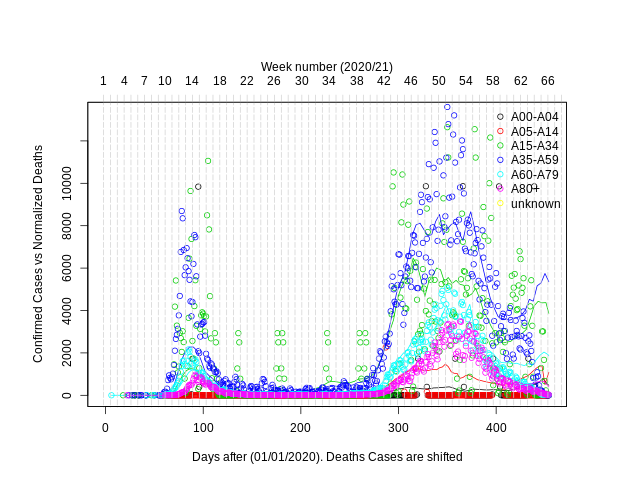 Week number (2020/21)
1 4 7 10 14 18 22 26 30 34 38 42 46 50 54 58 62 66
Confirmed Cases vs Normalized Deaths
10000
8000
6000
4000
2000
0
A00-A04
A05-A14
A15-A34
A35-A59
A60-A79
A80+
unknown
0 100 200 300 400
Days after (01/01/2020). Deaths Cases are shifted